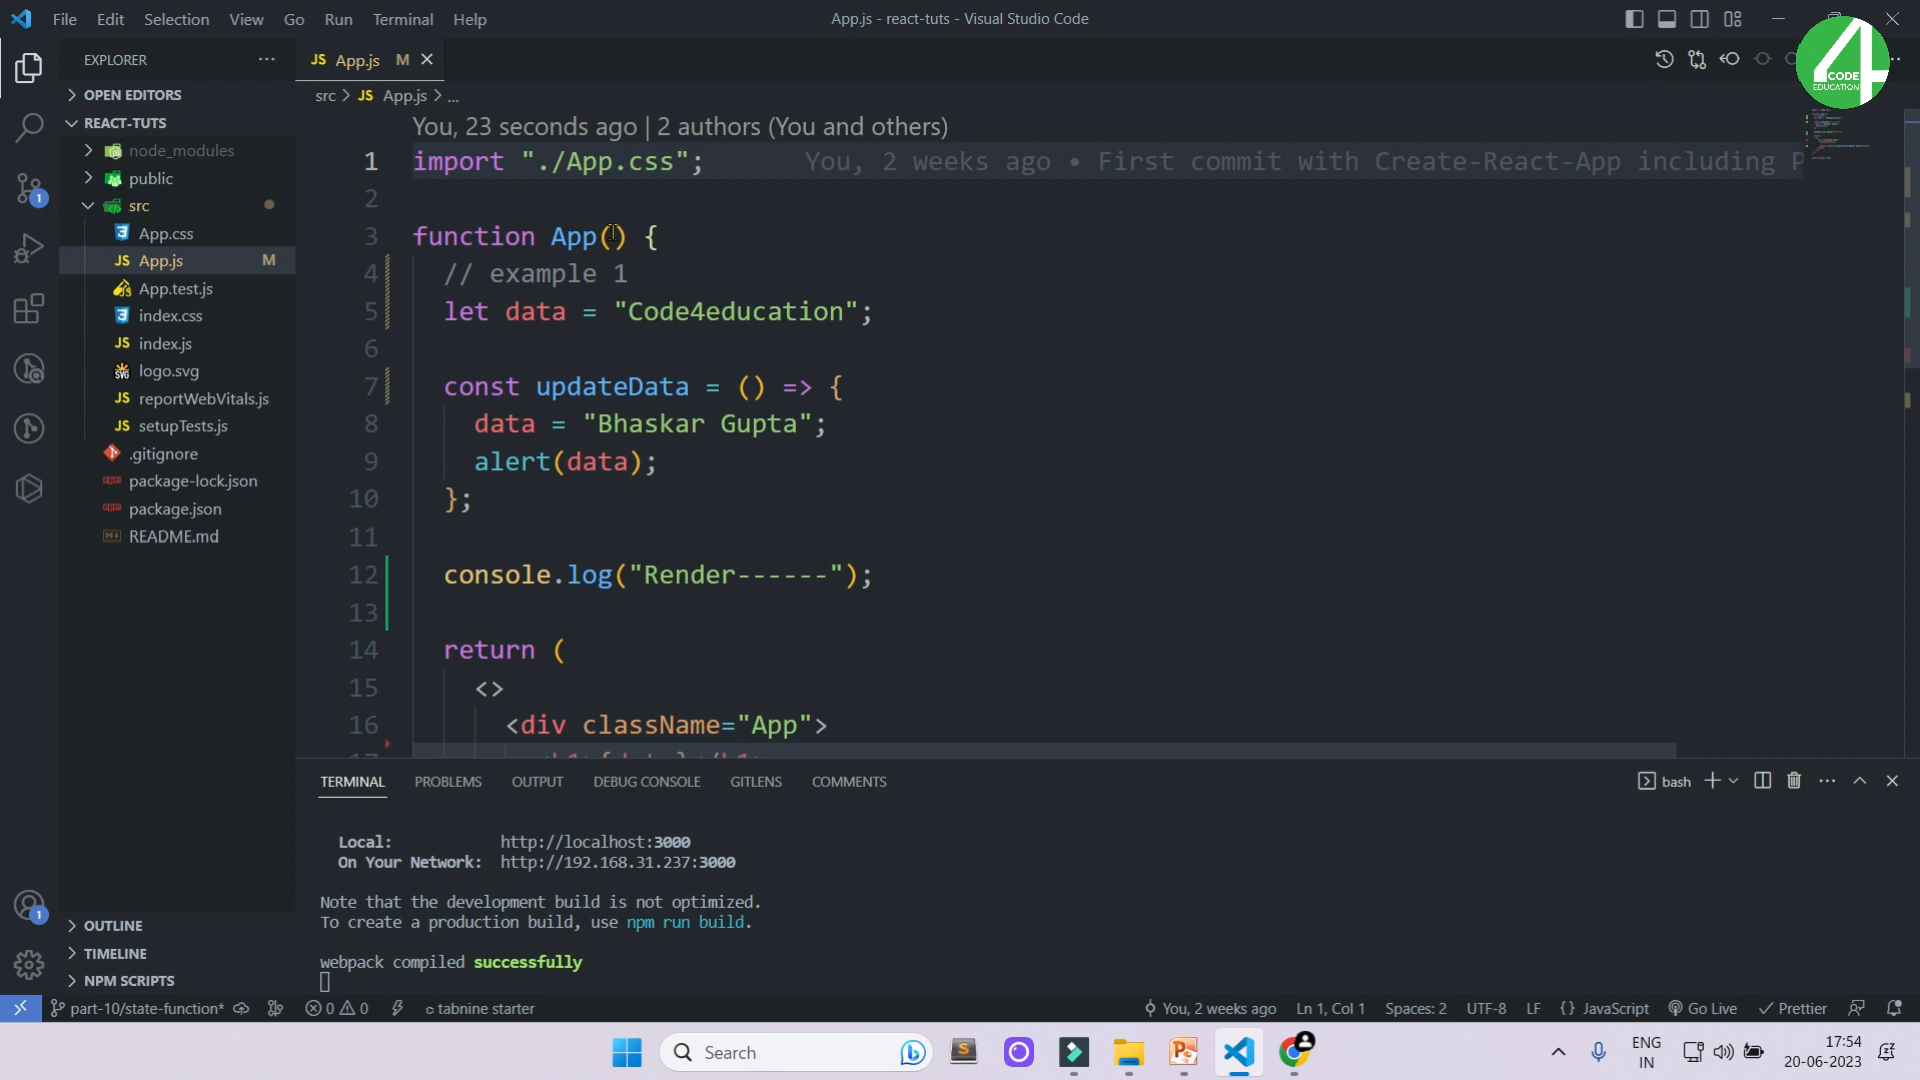 File Edit Selection View Go Run Terminal Help
App.js - react-tuts - Visual Studio Code
4
CODE
EDUCATION
EXPLORER
OPEN EDITORS
REACT-TUTS
node_modules
public
src
App.css
JS App.js M
App.test.js
index.css
JS index.js
logo.svg
JS reportWebVitals.js
JS setupTests.js
.gitignore
package-lock.json
package.json
README.md
OUTLINE
TIMELINE
NPM SCRIPTS
1
1
JS App.js M
src > JS App.js > ...
You, 23 seconds ago | 2 authors (You and others)
1 import "./App.css"; You, 2 weeks ago • First commit with Create-React-App including P
2
3 function App() {
4 // example 1
5 let data = "Code4education";
6
7 const updateData = () => {
8 data = "Bhaskar Gupta";
9 alert(data);
10 };
11
12 console.log("Render------");
13
14 return (
15 <>
16 <div className="App">
TERMINAL PROBLEMS OUTPUT DEBUG CONSOLE GITLENS COMMENTS
bash
Local: http://localhost:3000
On Your Network: http://192.168.31.237:3000
Note that the development build is not optimized.
To create a production build, use npm run build.
webpack compiled successfully
part-10/state-function* 0 0 tabnine starter
You, 2 weeks ago Ln 1, Col 1 Spaces: 2 UTF-8 LF {} JavaScript Go Live Prettier
Search
ENG
IN
17:54
20-06-2023